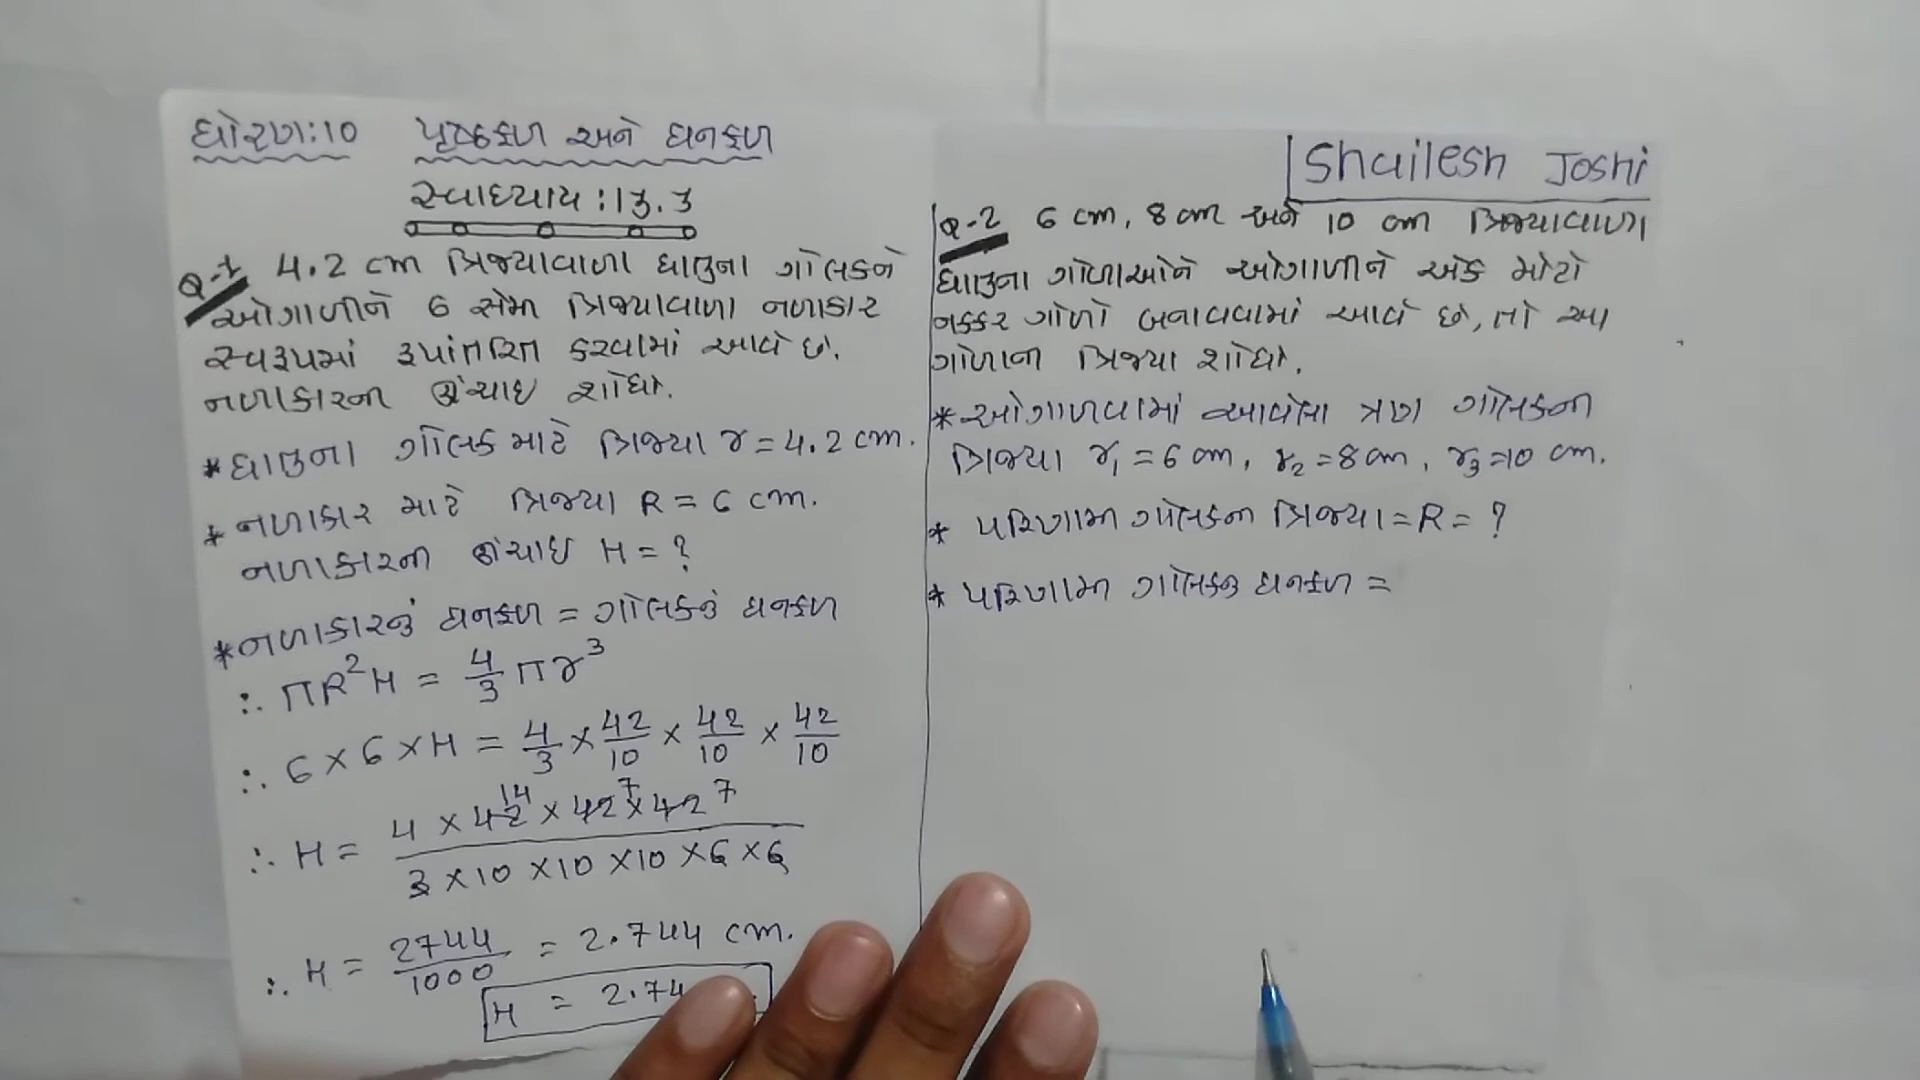 ધોરણ:10 પૃષ્ઠફળ અને ઘનફળ
સ્વાધ્યાય:13.3
Q-1 4.2 cm ત્રિજ્યાવાળા ધાતુના ગોલકને
ઓગાળીને 6 સેમી ત્રિજ્યાવાળા નળાકાર
સ્વરૂપમાં રૂપાંતરિત કરવામાં આવે છે.
નળાકારની ઊંચાઇ શોધો.
* ધાતુના ગોલક માટે ત્રિજ્યા r = 4.2 cm.
* નળાકાર માટે ત્રિજ્યા R = 6 cm.
નળાકારની ઊંચાઇ H = ?
* નળાકારનું ઘનફળ = ગોલકનું ઘનફળ
∴ πR²H = 4/3 πr³
∴ 6 × 6 × H = 4/3 × 42/10 × 42/10 × 42/10
14 7 7
∴ H = 4 × 42 × 42 × 42 / 3 × 10 × 10 × 10 × 6 × 6
∴ H = 2744/1000 = 2.744 cm.
H = 2.74
Shailesh Joshi
Q-2 6 cm, 8 cm અને 10 cm ત્રિજ્યાવાળા
ધાતુના ગોળાઓને ઓગાળીને એક મોટો
નક્કર ગોળો બનાવવામાં આવે છે, તો આ
ગોળાની ત્રિજ્યા શોધો.
* ઓગાળવામાં આવેલા ત્રણ ગોલકની
ત્રિજ્યા r₁ = 6 cm, r₂ = 8 cm, r₃ = 10 cm.
* પરિણામી ગોલકની ત્રિજ્યા = R = ?
* પરિણામી ગોલકનું ઘનફળ =